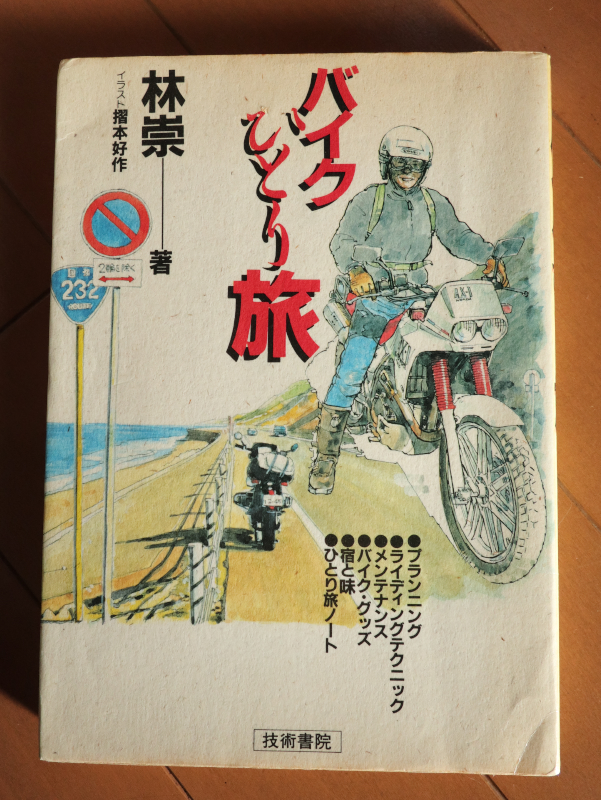 バイク
ひとり
旅
林崇――著
イラスト 摺本好作
2輪を除く
232
AX-1
●プランニング
●ライディングテクニック
●メンテナンス
●バイク・グッズ
●宿と味
●ひとり旅ノート
技術書院